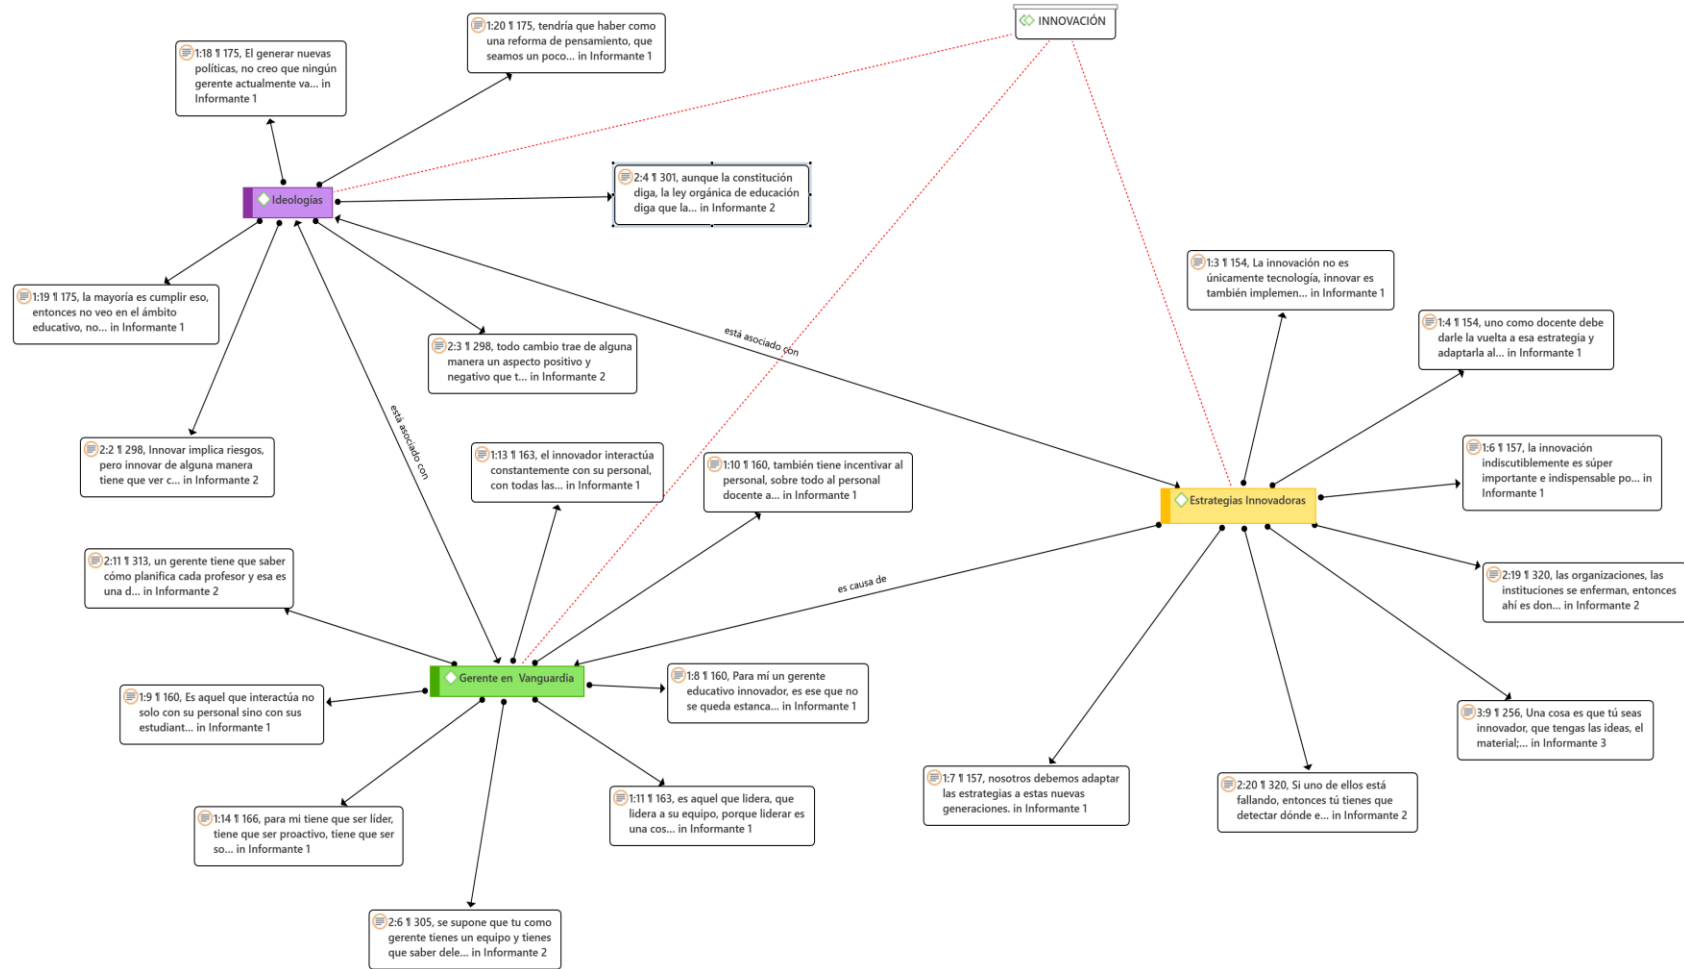 INNOVACIÓN
1:20 ¶ 175, tendría que haber como
una reforma de pensamiento, que
seamos un poco... in Informante 1
1:18 ¶ 175, El generar nuevas
políticas, no creo que ningún
gerente actualmente va... in
Informante 1
2:4 ¶ 301, aunque la constitución
diga, la ley orgánica de educación
diga que la... in Informante 2
Ideologías
1:19 ¶ 175, la mayoría es cumplir eso,
entonces no veo en el ámbito
educativo, no... in Informante 1
2:3 ¶ 298, todo cambio trae de alguna
manera un aspecto positivo y
negativo que t... in Informante 2
2:2 ¶ 298, Innovar implica riesgos,
pero innovar de alguna manera
tiene que ver c... in Informante 2
está asociado con
está asociado con
1:3 ¶ 154, La innovación no es
únicamente tecnología, innovar es
también implemen... in
Informante 1
1:4 ¶ 154, uno como docente debe
darle la vuelta a esa estrategia y
adaptarla al... in Informante 1
1:6 ¶ 157, la innovación
indiscutiblemente es súper
importante e indispensable po... in
Informante 1
Estrategias Innovadoras
2:19 ¶ 320, las organizaciones, las
instituciones se enferman, entonces
ahí es don... in Informante 2
3:9 ¶ 256, Una cosa es que tú seas
innovador, que tengas las ideas, el
material;... in Informante 3
2:20 ¶ 320, Si uno de ellos está
fallando, entonces tú tienes que
detectar dónde e... in Informante 2
1:7 ¶ 157, nosotros debemos adaptar
las estrategias a estas nuevas
generaciones. in Informante 1
es causa de
1:13 ¶ 163, el innovador interactúa
constantemente con su personal,
con todas las... in Informante 1
1:10 ¶ 160, también tiene incentivar al
personal, sobre todo al personal
docente a... in Informante 1
2:11 ¶ 313, un gerente tiene que saber
cómo planifica cada profesor y esa es
una d... in Informante 2
Gerente en Vanguardia
1:8 ¶ 160, Para mí un gerente
educativo innovador, es ese que no
se queda estanca... in Informante 1
1:9 ¶ 160, Es aquel que interactúa no
solo con su personal sino con sus
estudiant... in Informante 1
1:11 ¶ 163, es aquel que lidera, que
lidera a su equipo, porque liderar es
una cos... in Informante 1
1:14 ¶ 166, para mi tiene que ser líder,
tiene que ser proactivo, tiene que ser
so... in Informante 1
2:6 ¶ 305, se supone que tu como
gerente tienes un equipo y tienes
que saber dele... in Informante 2